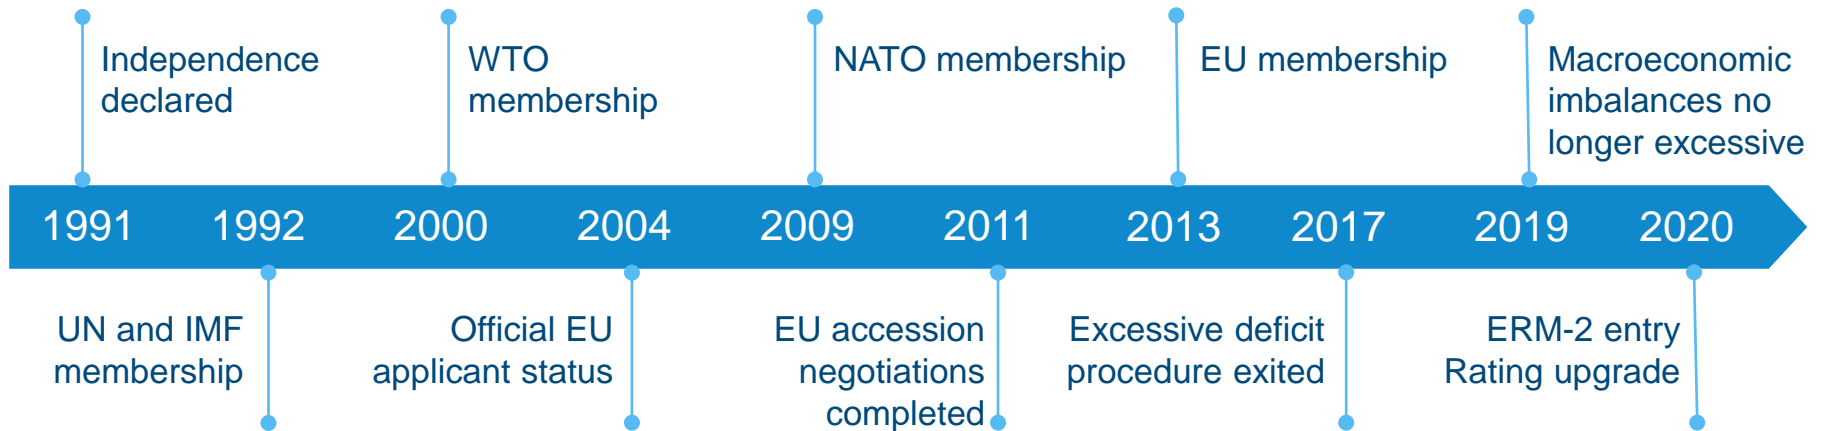 Independence
declared
WTO
membership
NATO membership
EU membership
Macroeconomic
imbalances no
longer excessive
1991 1992 2000 2004 2009 2011 2013 2017 2019 2020
UN and IMF
membership
Official EU
applicant status
EU accession
negotiations
completed
Excessive deficit
procedure exited
ERM-2 entry
Rating upgrade